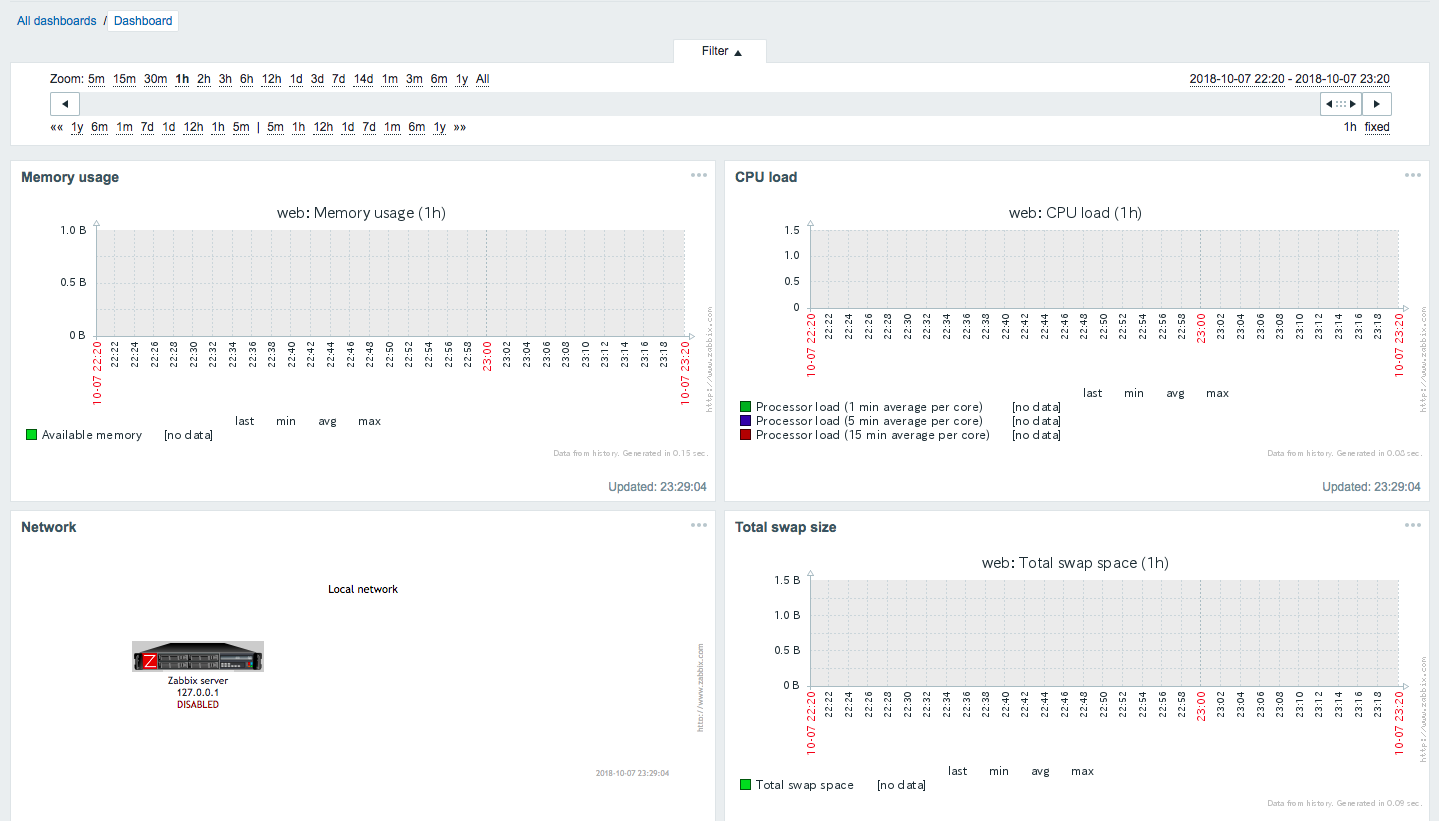 All dashboards / Dashboard
Filter ▲
Zoom: 5m 15m 30m 1h 2h 3h 6h 12h 1d 3d 7d 14d 1m 3m 6m 1y All
2018-10-07 22:20 - 2018-10-07 23:20
«« 1y 6m 1m 7d 1d 12h 1h 5m | 5m 1h 12h 1d 7d 1m 6m 1y »»
1h fixed
Memory usage
web: Memory usage (1h)
1.0 B
0.5 B
0 B
10-07 22:20 22:22 22:24 22:26 22:28 22:30 22:32 22:34 22:36 22:38 22:40 22:42 22:44 22:46 22:48 22:50 22:52 22:54 22:56 22:58 23:00 23:02 23:04 23:06 23:08 23:10 23:12 23:14 23:16 23:18 10-07 23:20
http://www.zabbix.com
last min avg max
Available memory [no data]
Data from history. Generated in 0.15 sec.
Updated: 23:29:04
CPU load
web: CPU load (1h)
1.5
1.0
0.5
0
10-07 22:20 22:22 22:24 22:26 22:28 22:30 22:32 22:34 22:36 22:38 22:40 22:42 22:44 22:46 22:48 22:50 22:52 22:54 22:56 22:58 23:00 23:02 23:04 23:06 23:08 23:10 23:12 23:14 23:16 23:18 10-07 23:20
http://www.zabbix.com
last min avg max
Processor load (1 min average per core) [no data]
Processor load (5 min average per core) [no data]
Processor load (15 min average per core) [no data]
Data from history. Generated in 0.08 sec.
Updated: 23:29:04
Network
Local network
Z
Zabbix server
127.0.0.1
DISABLED
http://www.zabbix.com
2018-10-07 23:29:04
Total swap size
web: Total swap space (1h)
1.5 B
1.0 B
0.5 B
0 B
10-07 22:20 22:22 22:24 22:26 22:28 22:30 22:32 22:34 22:36 22:38 22:40 22:42 22:44 22:46 22:48 22:50 22:52 22:54 22:56 22:58 23:00 23:02 23:04 23:06 23:08 23:10 23:12 23:14 23:16 23:18 10-07 23:20
http://www.zabbix.com
last min avg max
Total swap space [no data]
Data from history. Generated in 0.09 sec.